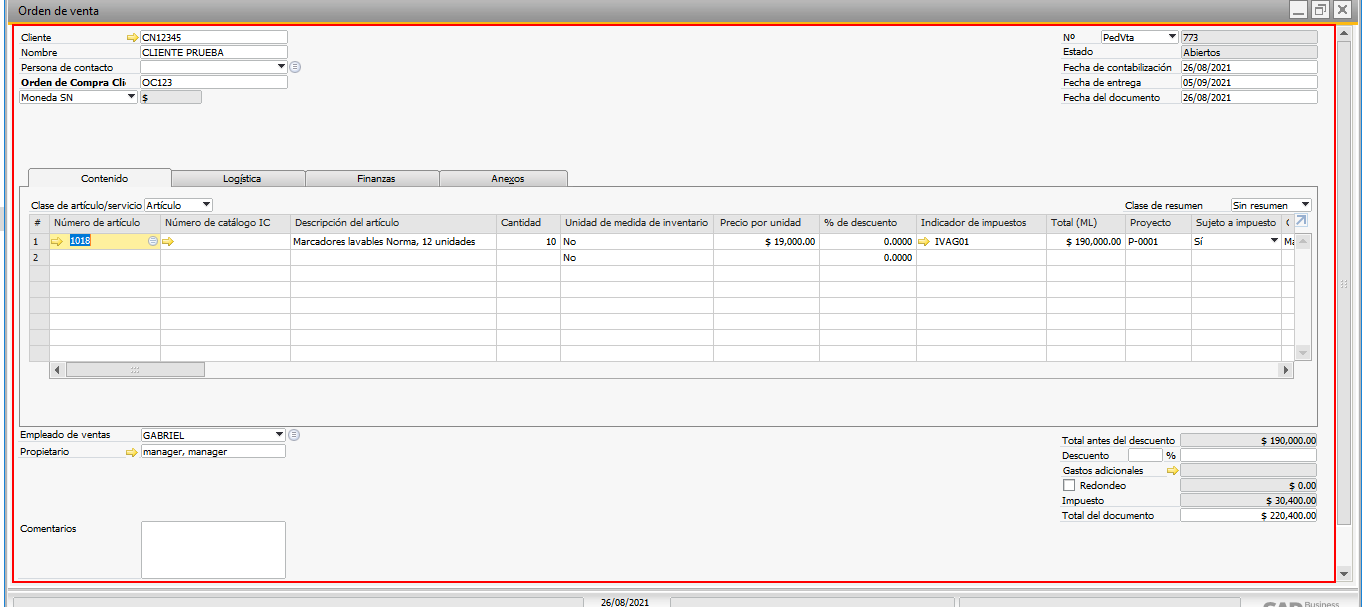 Orden de venta
Cliente CN12345
Nombre CLIENTE PRUEBA
Persona de contacto
Orden de Compra Cli OC123
Moneda SN $
Nº PedVta 773
Estado Abiertos
Fecha de contabilización 26/08/2021
Fecha de entrega 05/09/2021
Fecha del documento 26/08/2021
Contenido Logística Finanzas Anexos
Clase de artículo/servicio Artículo Clase de resumen Sin resumen
# Número de artículo Número de catálogo IC Descripción del artículo Cantidad Unidad de medida de inventario Precio por unidad % de descuento Indicador de impuestos Total (ML) Proyecto Sujeto a impuesto
1 1018 Marcadores lavables Norma, 12 unidades 10 No $ 19,000.00 0.0000 IVAG01 $ 190,000.00 P-0001 Sí
2 No 0.0000
Empleado de ventas GABRIEL
Propietario manager, manager
Comentarios
Total antes del descuento $ 190,000.00
Descuento %
Gastos adicionales
Redondeo $ 0.00
Impuesto $ 30,400.00
Total del documento $ 220,400.00
26/08/2021
Business